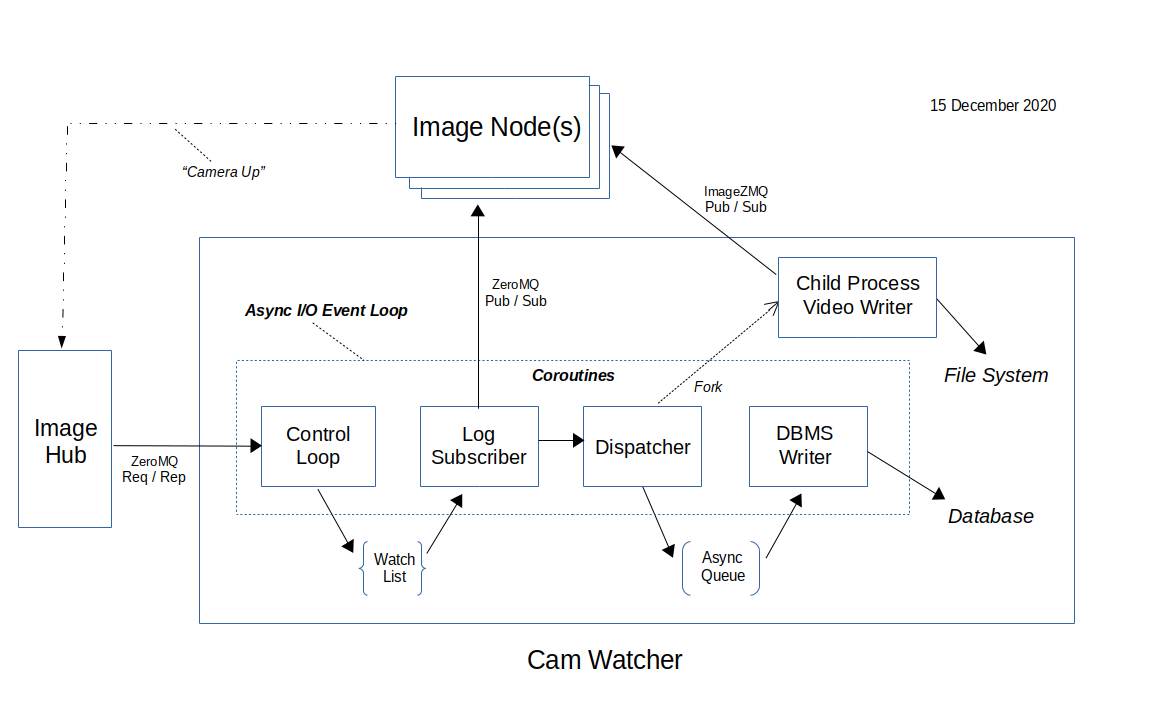 15 December 2020
Image Node(s)
“Camera Up”
ImageZMQ
Pub / Sub
ZeroMQ
Pub / Sub
Child Process
Video Writer
Async I/O Event Loop
File System
Coroutines
Fork
Image
Hub
ZeroMQ
Req / Rep
Control
Loop
Log
Subscriber
Dispatcher
DBMS
Writer
Database
Watch
List
Async
Queue
Cam Watcher